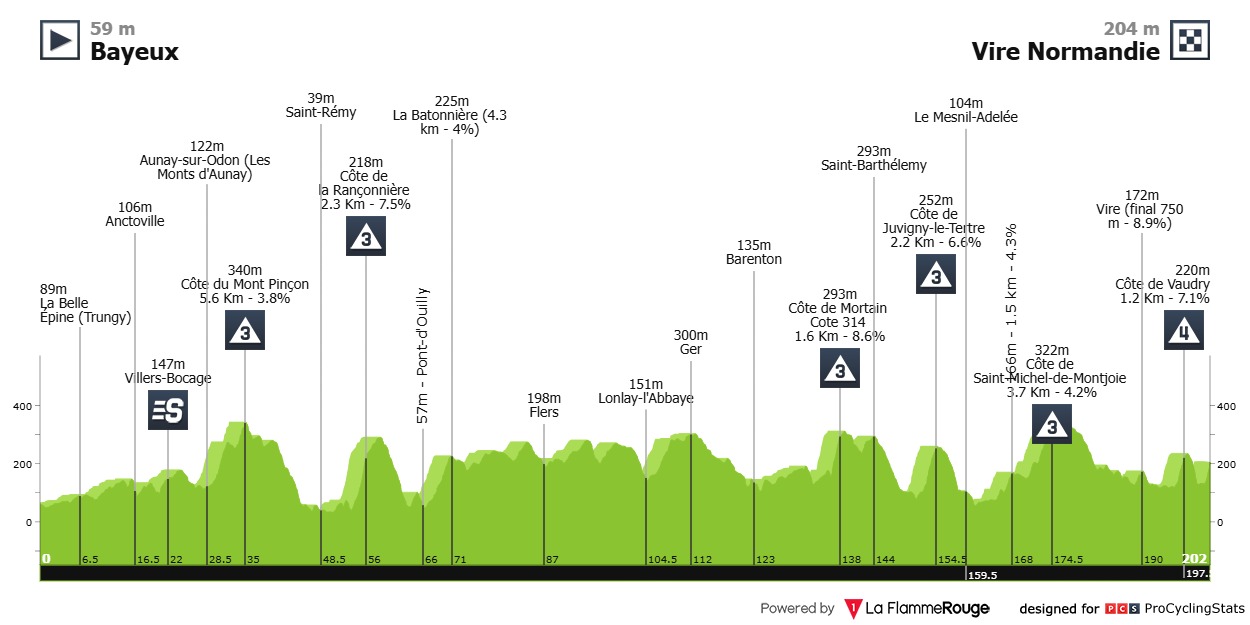 59 m
Bayeux
204 m
Vire Normandie
39m
Saint-Rémy
225m
La Batonnière (4.3
km - 4%)
104m
Le Mesnil-Adelée
122m
Aunay-sur-Odon (Les
Monts d'Aunay)
218m
Côte de
la Rançonnière
2.3 Km - 7.5%
3
293m
Saint-Barthélemy
106m
Anctoville
252m
Côte de
Juvigny-le-Tertre
2.2 Km - 6.6%
3
172m
Vire (final 750
m - 8.9%)
135m
Barenton
340m
Côte du Mont Pinçon
5.6 Km - 3.8%
3
89m
La Belle
Épine (Trungy)
57m - Pont-d'Ouilly
293m
Côte de Mortain
Cote 314
1.6 Km - 8.6%
3
166m - 1.5 km - 4.3%
220m
Côte de Vaudry
1.2 Km - 7.1%
4
300m
Ger
147m
Villers-Bocage
S
322m
Côte de
Saint-Michel-de-Montjoie
3.7 Km - 4.2%
3
198m
Flers
151m
Lonlay-l'Abbaye
400
200
0
400
200
0
0 6.5 16.5 22 28.5 35 48.5 56 66 71 87 104.5 112 123 138 144 154.5 168 174.5 190 202
159.5 197.
Powered by La FlammeRouge designed for PCS ProCyclingStats